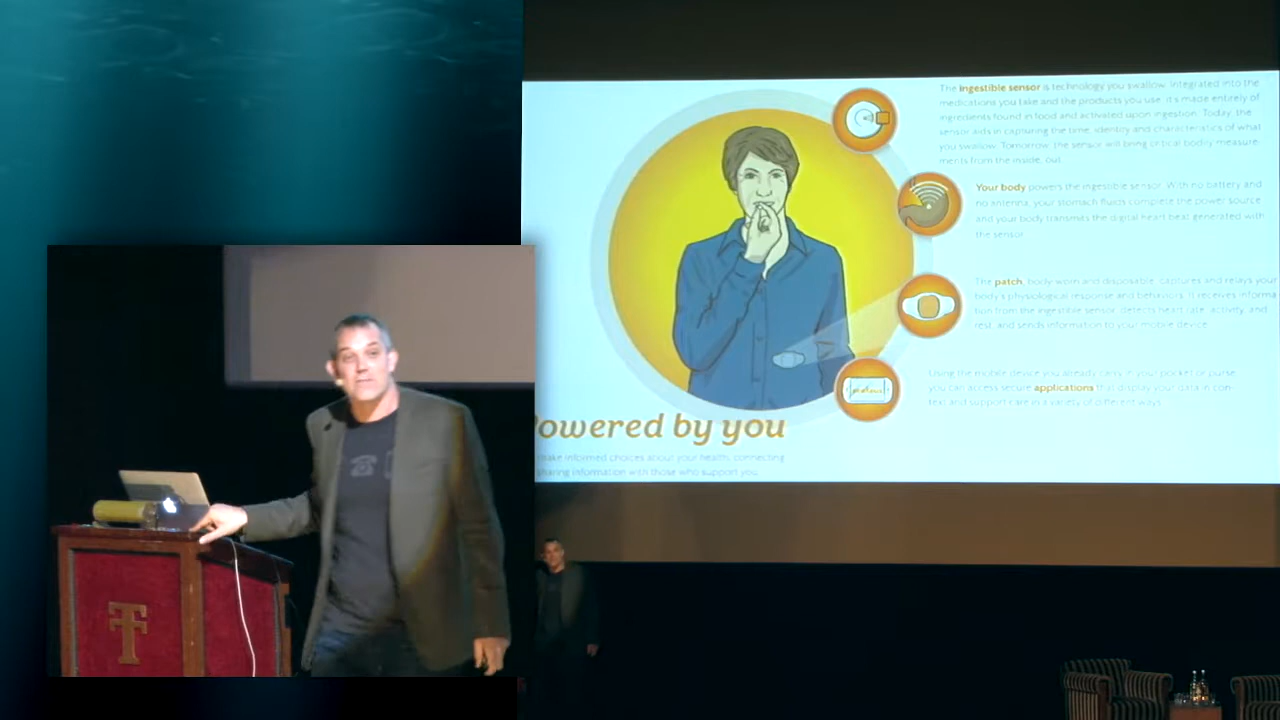 The ingestible sensor is technology you swallow. Integrated into the
medications you take and the products you use, it's made entirely of
ingredients found in food and activated upon ingestion. Today, the
sensor aids in capturing the time, identity and characteristics of what
you swallow. Tomorrow, the sensor will bring critical bodily measure-
ments from the inside, out.
Your body powers the ingestible sensor. With no battery and
no antenna, your stomach fluids complete the power source
and your body transmits the digital heart beat generated with
the sensor.
The patch, body-worn and disposable, captures and relays your
body's physiological response and behaviors. It receives informa
tion from the ingestible sensor, detects heart rate, activity, and
rest, and sends information to your mobile device.
Using the mobile device you already carry in your pocket or purse,
you can access secure applications that display your data in con-
text and support care in a variety of different ways.
owered by you
make informed choices about your health, connecting
sharing information with those who support you.
T